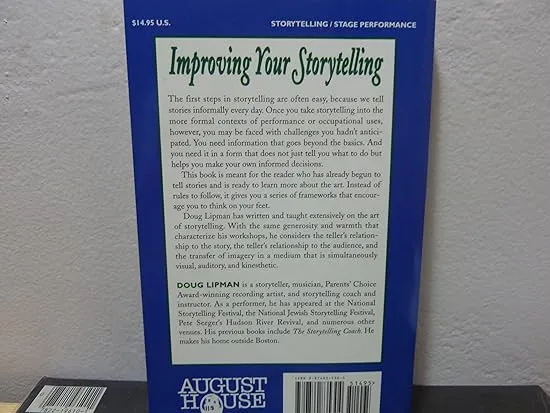 $14.95 U.S.
STORYTELLING / STAGE PERFORMANCE
Improving Your Storytelling
The first steps in storytelling are often easy, because we tell
stories informally every day. Once you take storytelling into the
more formal contexts of performance or occupational uses,
however, you may be faced with challenges you hadn't antici-
pated. You need information that goes beyond the basics. And
you need it in a form that does not just tell you what to do but
helps you make your own informed decisions.
This book is meant for the reader who has already begun to
tell stories and is ready to learn more about the art. Instead of
rules to follow, it gives you a series of frameworks that encour-
age you to think on your feet.
Doug Lipman has written and taught extensively on the art
of storytelling. With the same generosity and warmth that
characterize his workshops, he considers the teller's relation-
ship to the story, the teller's relationship to the audience, and
the transfer of imagery in a medium that is simultaneously
visual, auditory, and kinesthetic.
DOUG LIPMAN is a storyteller, musician, Parents' Choice
Award-winning recording artist, and storytelling coach and
instructor. As a performer, he has appeared at the National
Storytelling Festival, the National Jewish Storytelling Festival,
Pete Seeger's Hudson River Revival, and numerous other
venues. His previous books include The Storytelling Coach. He
makes his home outside Boston.
AUGUST
HOUSE
ISBN
51495>